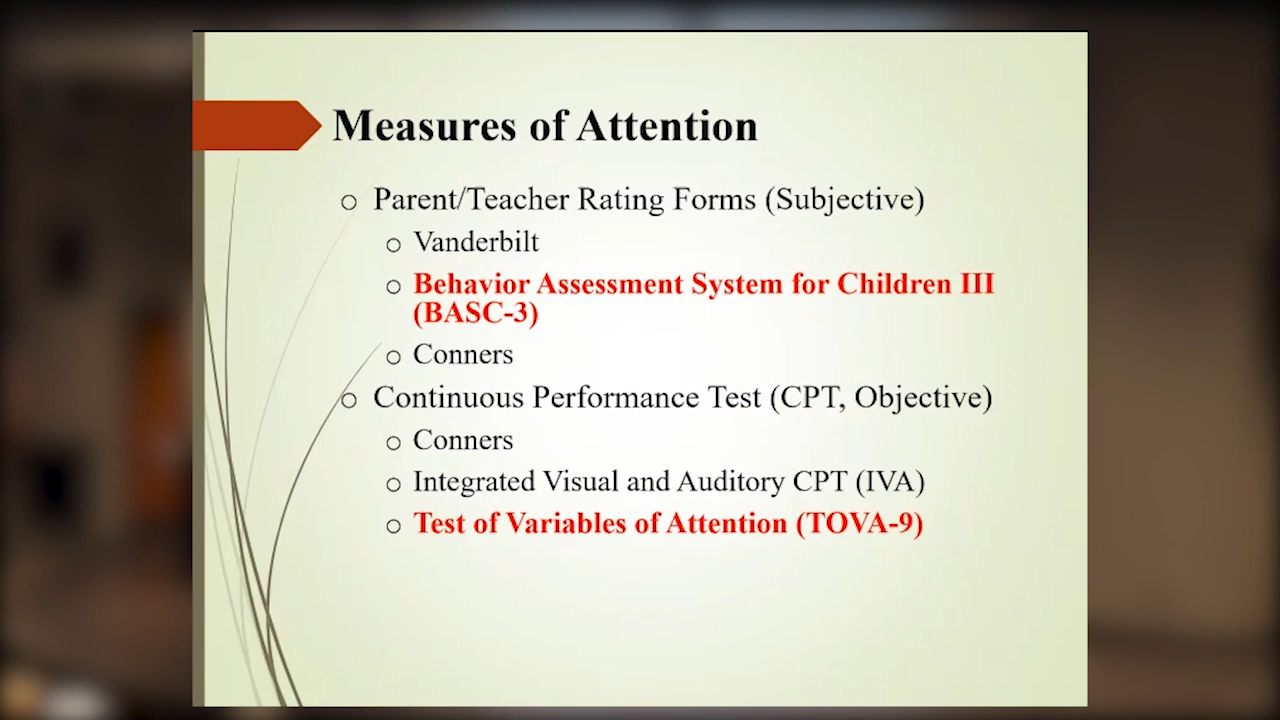 Measures of Attention
Parent/Teacher Rating Forms (Subjective)
Vanderbilt
Behavior Assessment System for Children III
(BASC-3)
Conners
Continuous Performance Test (CPT, Objective)
Conners
Integrated Visual and Auditory CPT (IVA)
Test of Variables of Attention (TOVA-9)